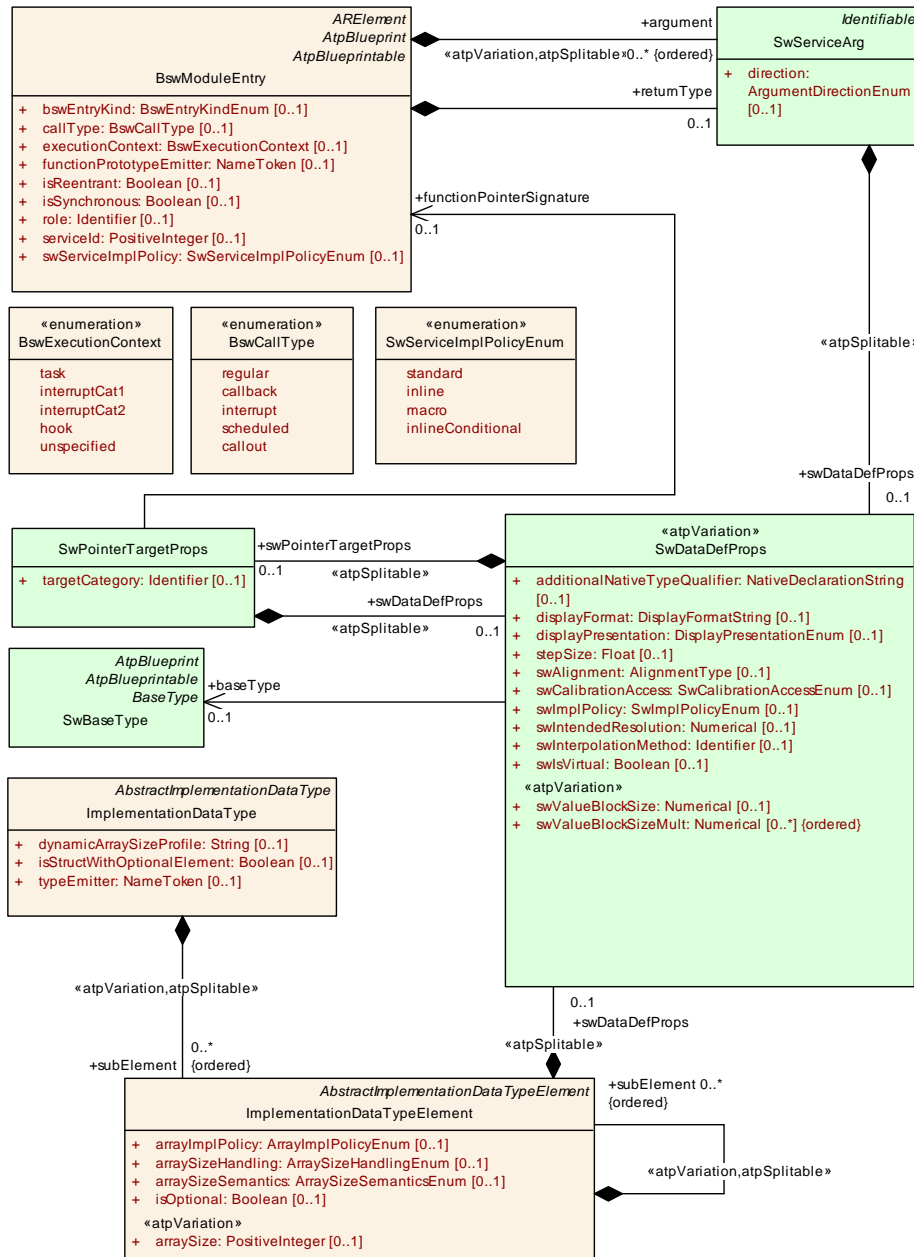 ARElement
AtpBlueprint
AtpBlueprintable
BswModuleEntry
+ bswEntryKind: BswEntryKindEnum [0..1]
+ callType: BswCallType [0..1]
+ executionContext: BswExecutionContext [0..1]
+ functionPrototypeEmitter: NameToken [0..1]
+ isReentrant: Boolean [0..1]
+ isSynchronous: Boolean [0..1]
+ role: Identifier [0..1]
+ serviceId: PositiveInteger [0..1]
+ swServiceImplPolicy: SwServiceImplPolicyEnum [0..1]
+argument
«atpVariation,atpSplitable»0..* {ordered}
+returnType
0..1
Identifiable
SwServiceArg
+ direction:
ArgumentDirectionEnum
[0..1]
+functionPointerSignature
0..1
«enumeration»
BswExecutionContext
task
interruptCat1
interruptCat2
hook
unspecified
«enumeration»
BswCallType
regular
callback
interrupt
scheduled
callout
«enumeration»
SwServiceImplPolicyEnum
standard
inline
macro
inlineConditional
«atpSplitable»
+swDataDefProps
0..1
SwPointerTargetProps
+ targetCategory: Identifier [0..1]
+swPointerTargetProps
0..1
«atpSplitable»
+swDataDefProps
«atpSplitable»
0..1
«atpVariation»
SwDataDefProps
+ additionalNativeTypeQualifier: NativeDeclarationString
[0..1]
+ displayFormat: DisplayFormatString [0..1]
+ displayPresentation: DisplayPresentationEnum [0..1]
+ stepSize: Float [0..1]
+ swAlignment: AlignmentType [0..1]
+ swCalibrationAccess: SwCalibrationAccessEnum [0..1]
+ swImplPolicy: SwImplPolicyEnum [0..1]
+ swIntendedResolution: Numerical [0..1]
+ swInterpolationMethod: Identifier [0..1]
+ swIsVirtual: Boolean [0..1]
«atpVariation»
+ swValueBlockSize: Numerical [0..1]
+ swValueBlockSizeMult: Numerical [0..*] {ordered}
AtpBlueprint
AtpBlueprintable
BaseType
SwBaseType
+baseType
0..1
AbstractImplementationDataType
ImplementationDataType
+ dynamicArraySizeProfile: String [0..1]
+ isStructWithOptionalElement: Boolean [0..1]
+ typeEmitter: NameToken [0..1]
«atpVariation,atpSplitable»
0..*
+subElement {ordered}
0..1
+swDataDefProps
«atpSplitable»
AbstractImplementationDataTypeElement
ImplementationDataTypeElement
+ arrayImplPolicy: ArrayImplPolicyEnum [0..1]
+ arraySizeHandling: ArraySizeHandlingEnum [0..1]
+ arraySizeSemantics: ArraySizeSemanticsEnum [0..1]
+ isOptional: Boolean [0..1]
«atpVariation»
+ arraySize: PositiveInteger [0..1]
+subElement 0..*
{ordered}
«atpVariation,atpSplitable»